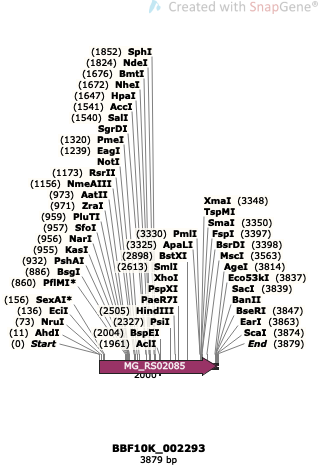 Created with SnapGene®
(1852) SphI
(1824) NdeI
(1676) BmtI
(1672) NheI
(1647) HpaI
(1541) AccI
(1540) SalI
SgrDI
(1320) PmeI
(1239) EagI
NotI
(1173) RsrII
(1156) NmeAIII
(973) AatII
(971) ZraI
(959) PluTI
(957) SfoI
(956) NarI
(955) KasI
(932) PshAI
(886) BsgI
(860) PflMI*
(156) SexAI*
(136) EciI
(73) NruI
(11) AhdI
(0) Start
(3330) PmlI
(3325) ApaLI
(2898) BstXI
(2613) SmlI
XhoI
PspXI
PaeR7I
(2505) HindIII
(2327) PsiI
(2004) BspEI
(1961) AclI
XmaI (3348)
TspMI
SmaI (3350)
FspI (3397)
BsrDI (3398)
MscI (3563)
AgeI (3814)
Eco53kI (3837)
SacI (3839)
BanII
BseRI (3847)
EarI (3863)
ScaI (3874)
End (3879)
MG_RS02085
2000
BBF10K_002293
3879 bp